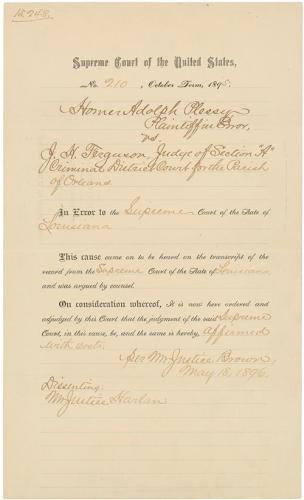 15,248.
Supreme Court of the United States,
No. 210, October Term, 1895.
Homer Adolph Plessy,
Plaintiff in Error,
vs.
J. H. Ferguson, Judge of Section "A"
Criminal District Court for the Parish
of Orleans.
In Error to the Supreme Court of the State of
Louisiana
This cause came on to be heard on the transcript of the
record from the Supreme Court of the State of Louisiana
and was argued by counsel.
On consideration whereof, It is now here ordered and
adjudged by this Court that the judgment of the said Supreme
Court, in this cause, be, and the same is hereby, affirmed
with costs.
Per Mr. Justice Brown,
May 18, 1896.
Dissenting:
Mr. Justice Harlan